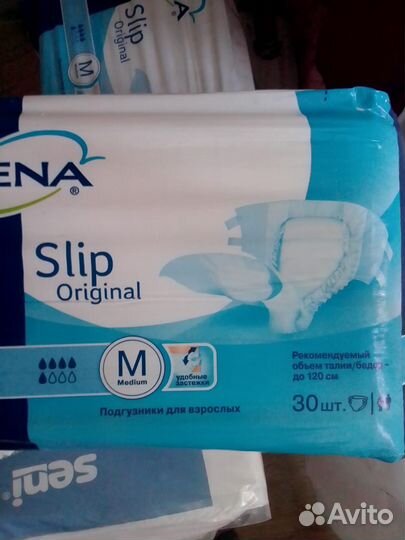 Slip
Original
M
ENA®
Slip
Original
M
Medium
удобные
застежки
Рекомендуемый
объем талии/бедер -
до 120 см
Подгузники для взрослых
30 шт.
seni®
Avito